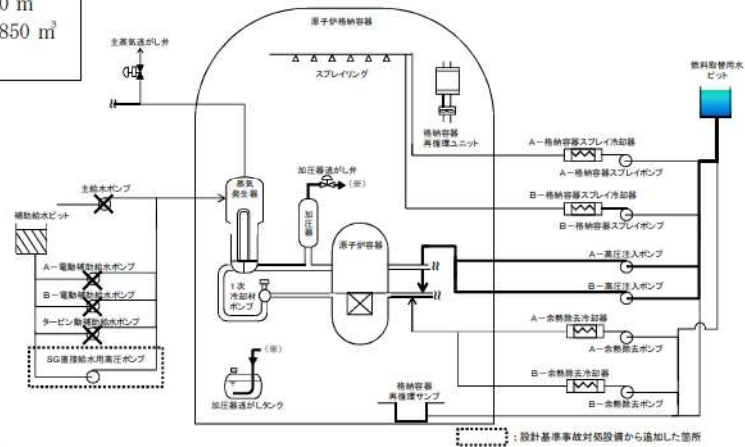 0 m
850 m³
主蒸気逃がし弁
原子炉格納容器
スプレイリング
燃料取替用水
ピット
格納容器
再循環ユニット
A－格納容器スプレイ冷却器
A－格納容器スプレイポンプ
加圧器逃がし弁
(※)
主給水ポンプ
蒸気
発生器
B－格納容器スプレイ冷却器
B－格納容器スプレイポンプ
補助給水ピット
加圧器
原子炉容器
A－高圧注入ポンプ
A－電動補助給水ポンプ
B－高圧注入ポンプ
B－電動補助給水ポンプ
1次
冷却材
ポンプ
A－余熱除去冷却器
タービン動補助給水ポンプ
A－余熱除去ポンプ
SG直接給水用高圧ポンプ
(※)
B－余熱除去冷却器
格納容器
再循環サンプ
加圧器逃がしタンク
B－余熱除去ポンプ
：設計基準事故対処設備から追加した箇所